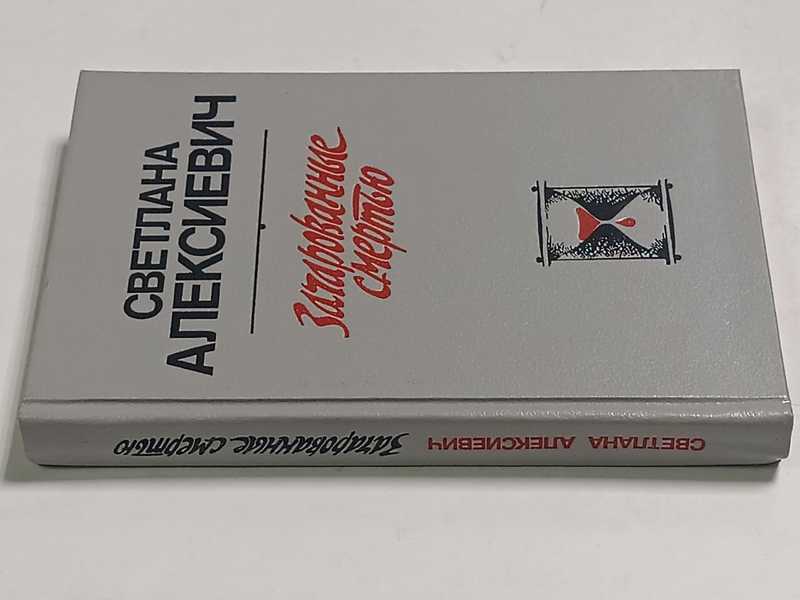 СВЕТЛАНА
АЛЕКСИЕВИЧ
Зачарованные
смертью
СВЕТЛАНА АЛЕКСИЕВИЧ Зачарованные смертью